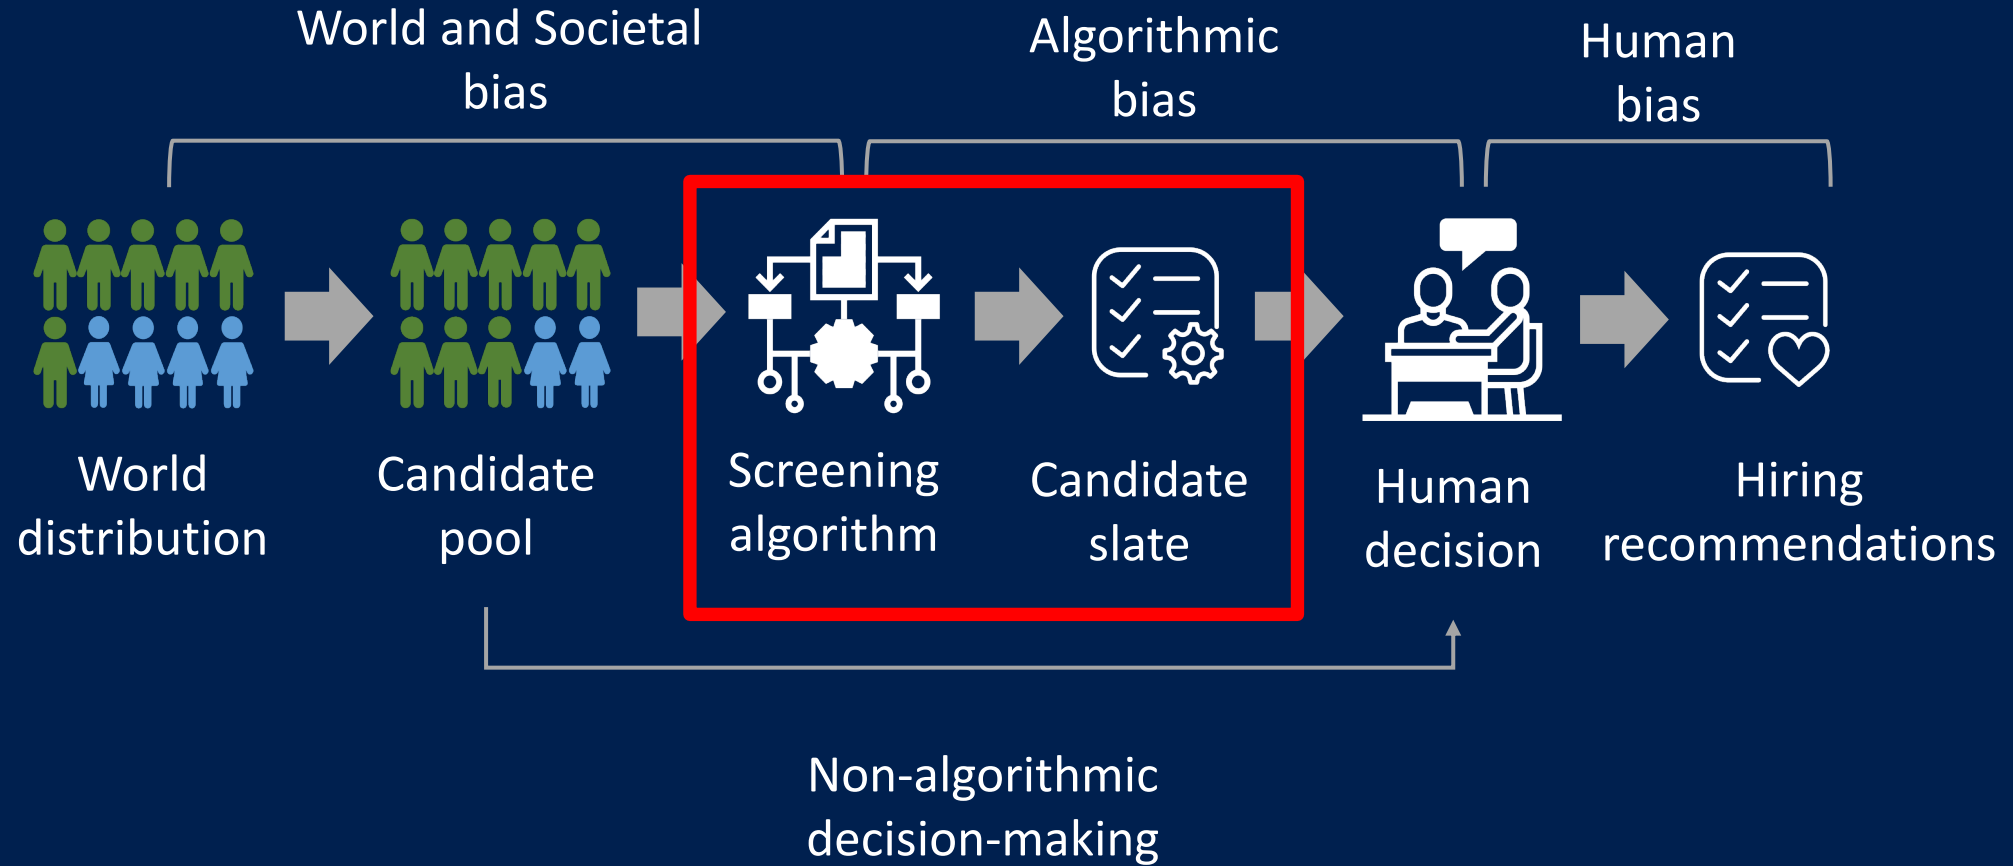 World and Societal
bias
Algorithmic
bias
Human
bias
World
distribution
Candidate
pool
Screening
algorithm
Candidate
slate
Human
decision
Hiring
recommendations
Non-algorithmic
decision-making